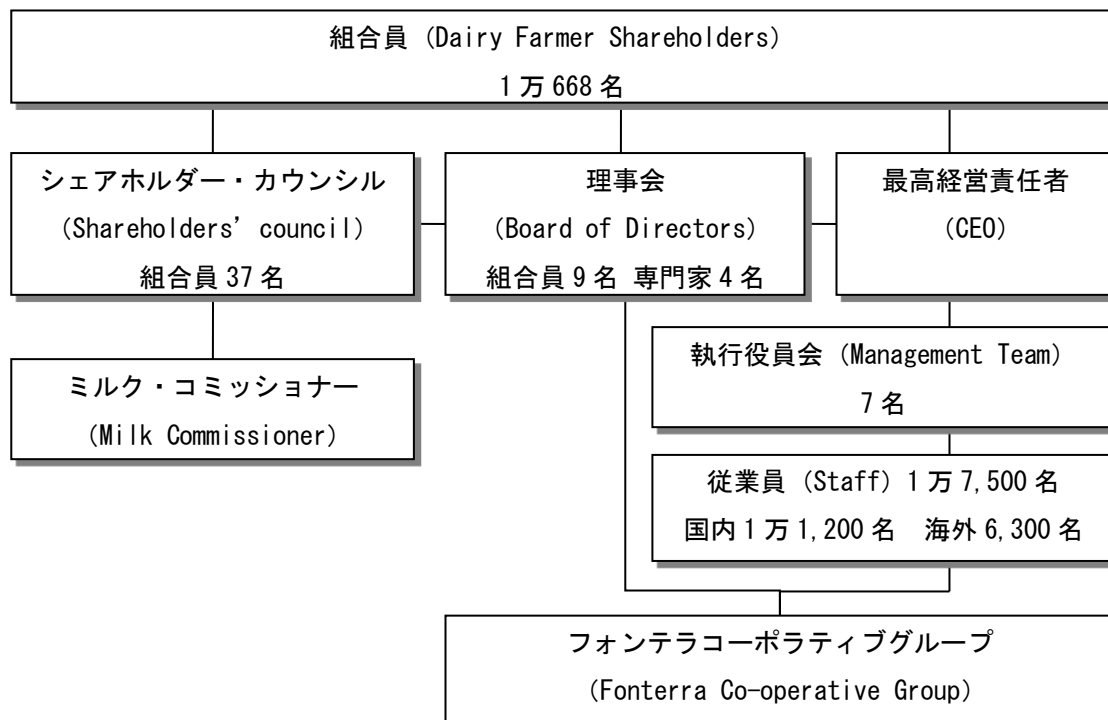 組合員 (Dairy Farmer Shareholders)
1万668名
シェアホルダー・カウンシル
(Shareholders' council)
組合員37名
理事会
(Board of Directors)
組合員9名 専門家4名
最高経営責任者
(CEO)
執行役員会 (Management Team)
7名
ミルク・コミッショナー
(Milk Commissioner)
従業員 (Staff) 1万7,500名
国内1万1,200名 海外6,300名
フォンテラコーポラティブグループ
(Fonterra Co-operative Group)